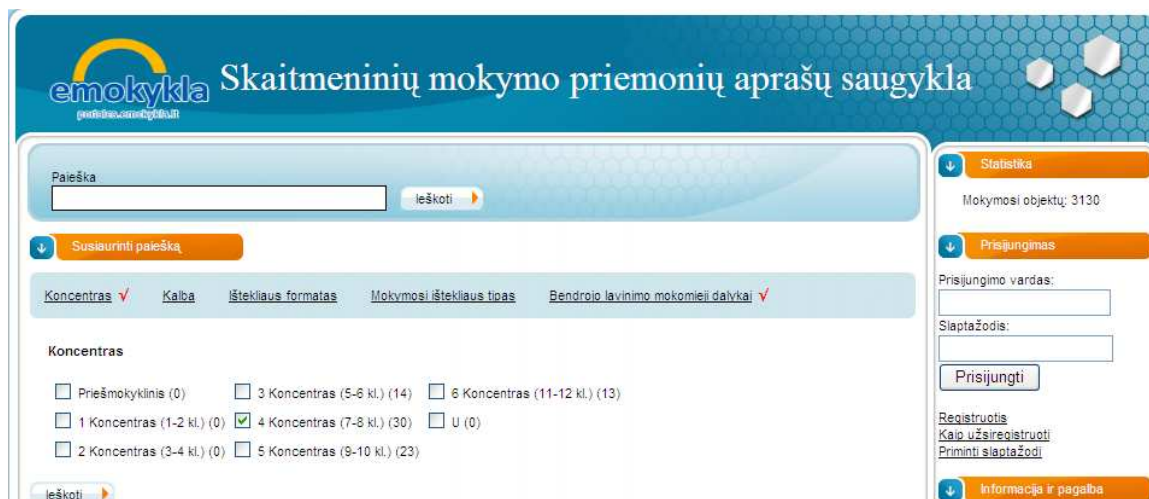 emokykla
Skaitmeninių mokymo priemonių aprašų saugykla
portalas.emokykla.lt
Paieška
Ieškoti
Susiaurinti paiešką
Koncentras √ Kalba Ištekliaus formatas Mokymosi ištekliaus tipas Bendrojo lavinimo mokomieji dalykai √
Koncentras
Priešmokyklinis (0) 3 Koncentras (5-6 kl.) (14) 6 Koncentras (11-12 kl.) (13)
1 Koncentras (1-2 kl.) (0) 4 Koncentras (7-8 kl.) (30) U (0)
2 Koncentras (3-4 kl.) (0) 5 Koncentras (9-10 kl.) (23)
Ieškoti
Statistika
Mokymosi objektų: 3130
Prisijungimas
Prisijungimo vardas:
Slaptažodis:
Prisijungti
Registruotis
Kaip užsiregistruoti
Priminti slaptažodį
Informacija ir pagalba